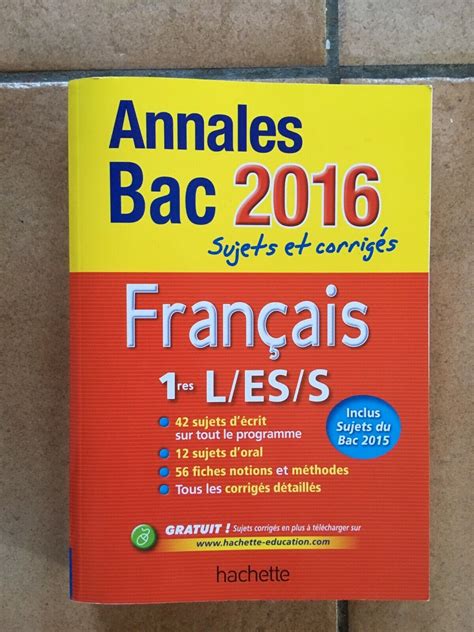 Annales
Bac 2016
Sujets et corrigés
Français
1res L/ES/S
42 sujets d'écrit
sur tout le programme
12 sujets d'oral
56 fiches notions et méthodes
Tous les corrigés détaillés
Inclus
Sujets du
Bac 2015
GRATUIT ! Sujets corrigés en plus à télécharger sur
www.hachette-education.com
hachette